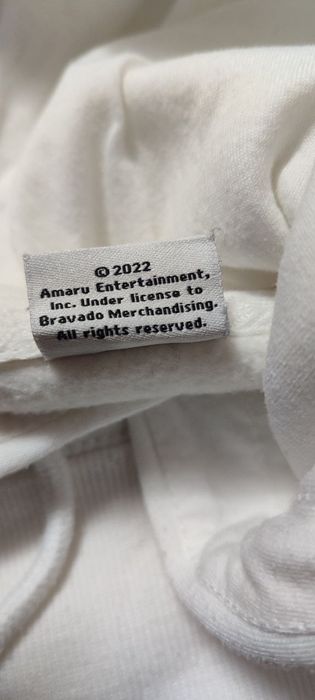 © 2022
Amaru Entertainment,
Inc. Under license to
Bravado Merchandising.
All rights reserved.